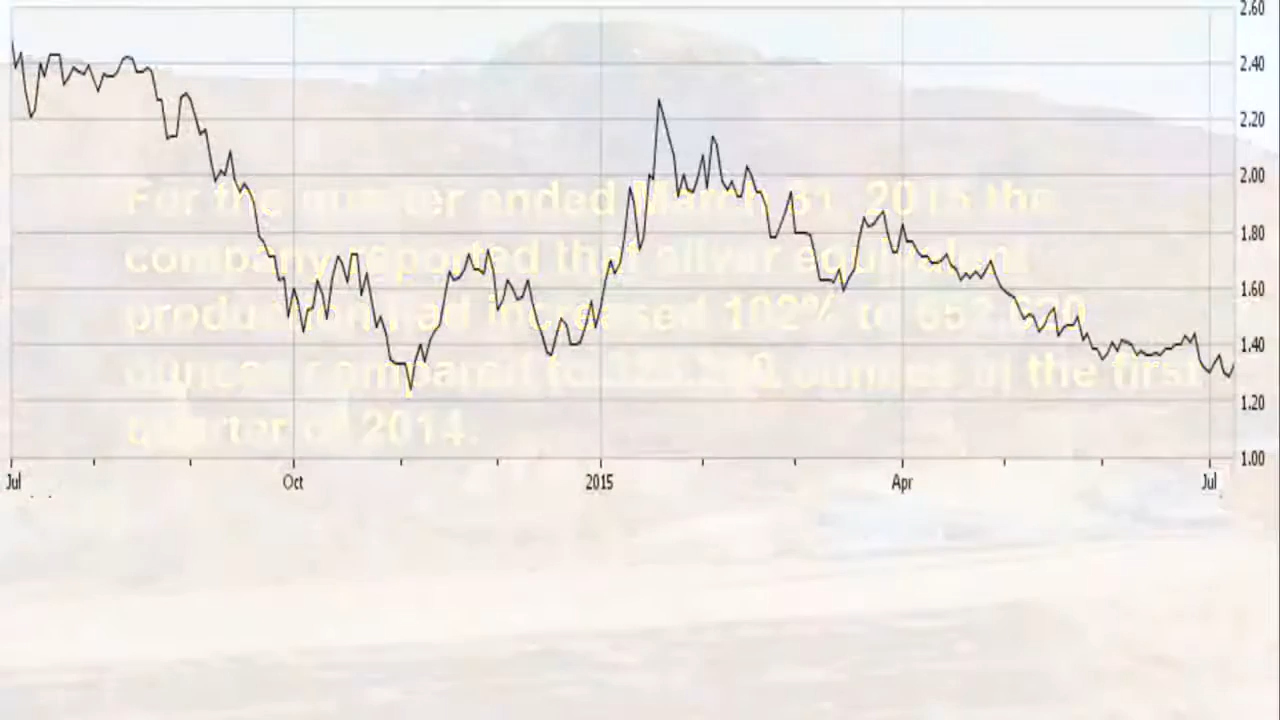 2.60
2.40
2.20
2.00
For the quarter ended March 31, 2015 the
1.80
company reported that silver equivalent
1.60
production had increased 102% to
1.40
ounces compared to ounces in the first
1.20
quarter of 2014.
1.00
Jul Oct 2015 Apr Jul